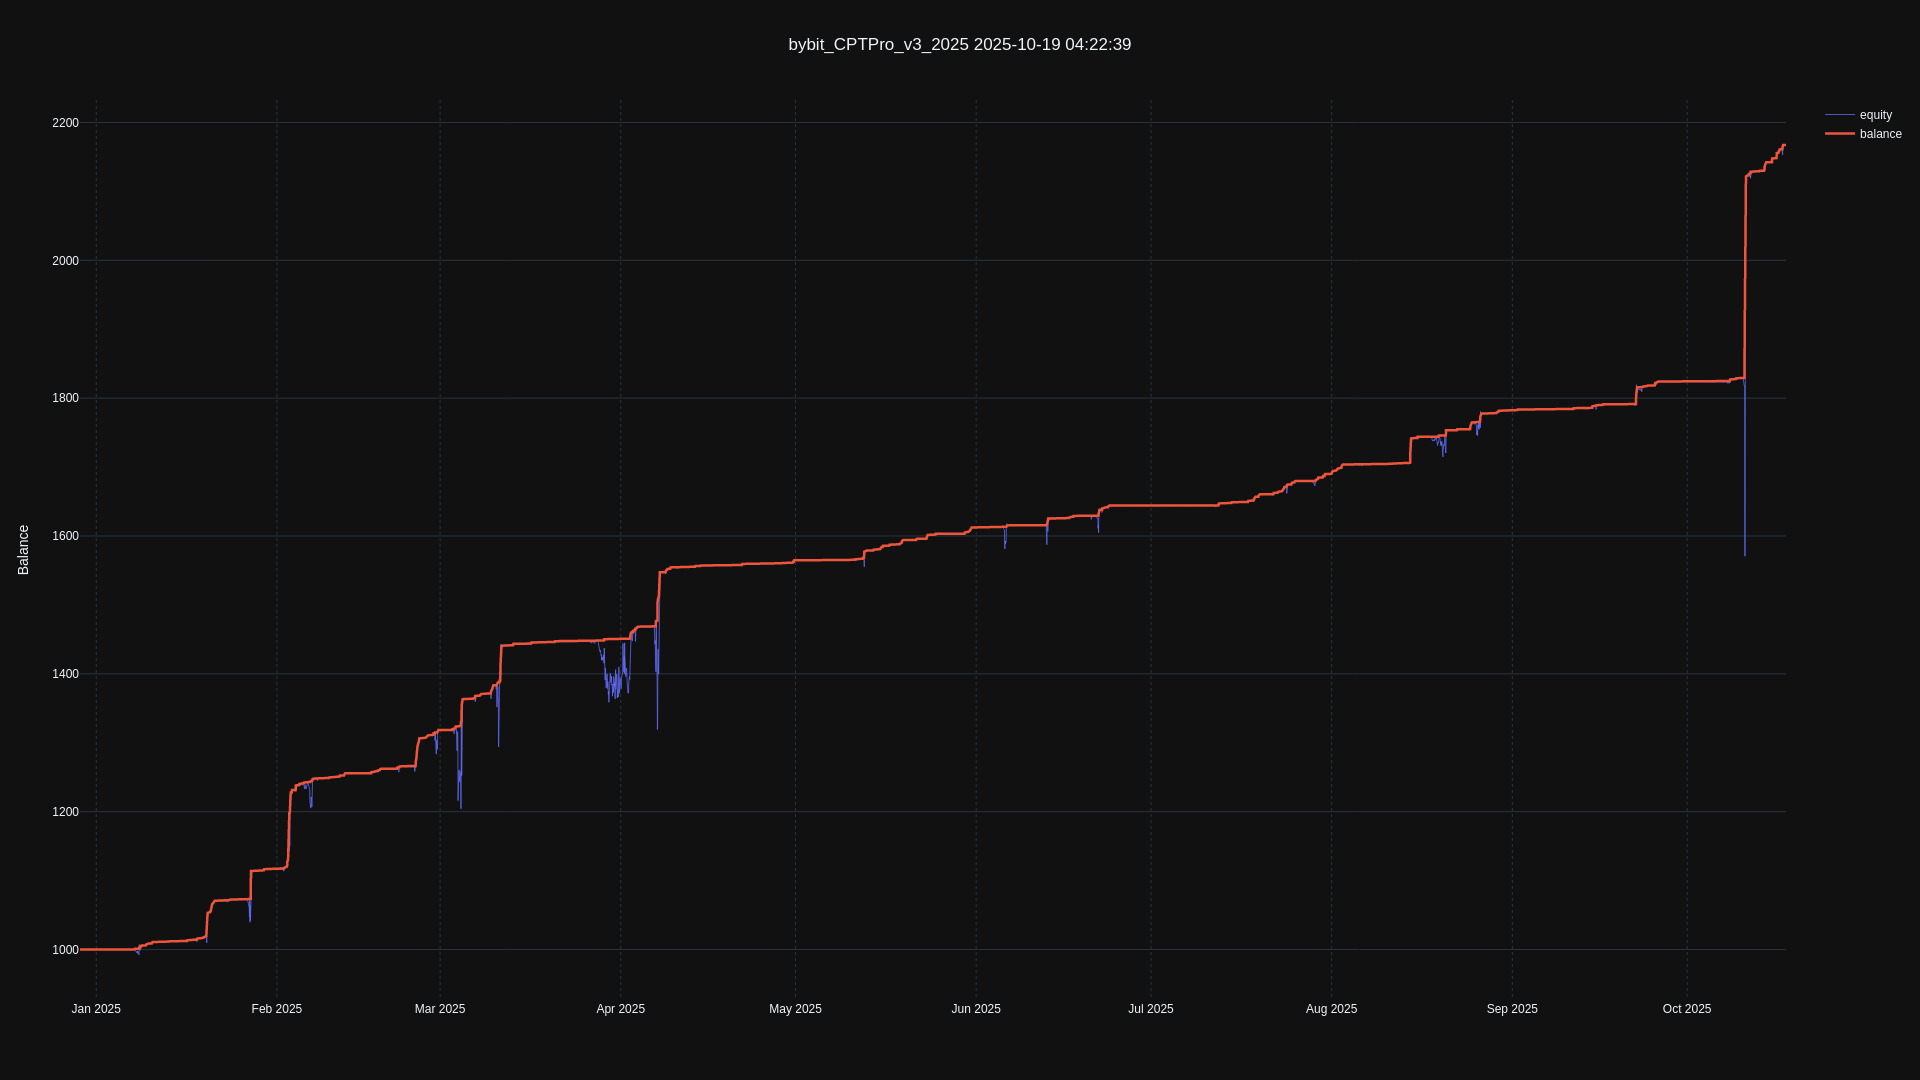 bybit_CPTPro_v3_2025 2025-10-19 04:22:39
equity
balance
Balance
2200
2000
1800
1600
1400
1200
1000
Jan 2025
Feb 2025
Mar 2025
Apr 2025
May 2025
Jun 2025
Jul 2025
Aug 2025
Sep 2025
Oct 2025